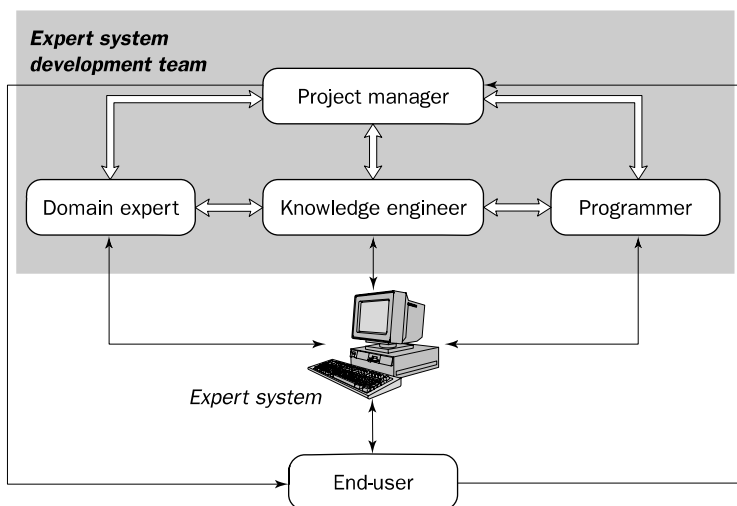 Expert system
development team
Project manager
Domain expert
Knowledge engineer
Programmer
Expert system
End-user